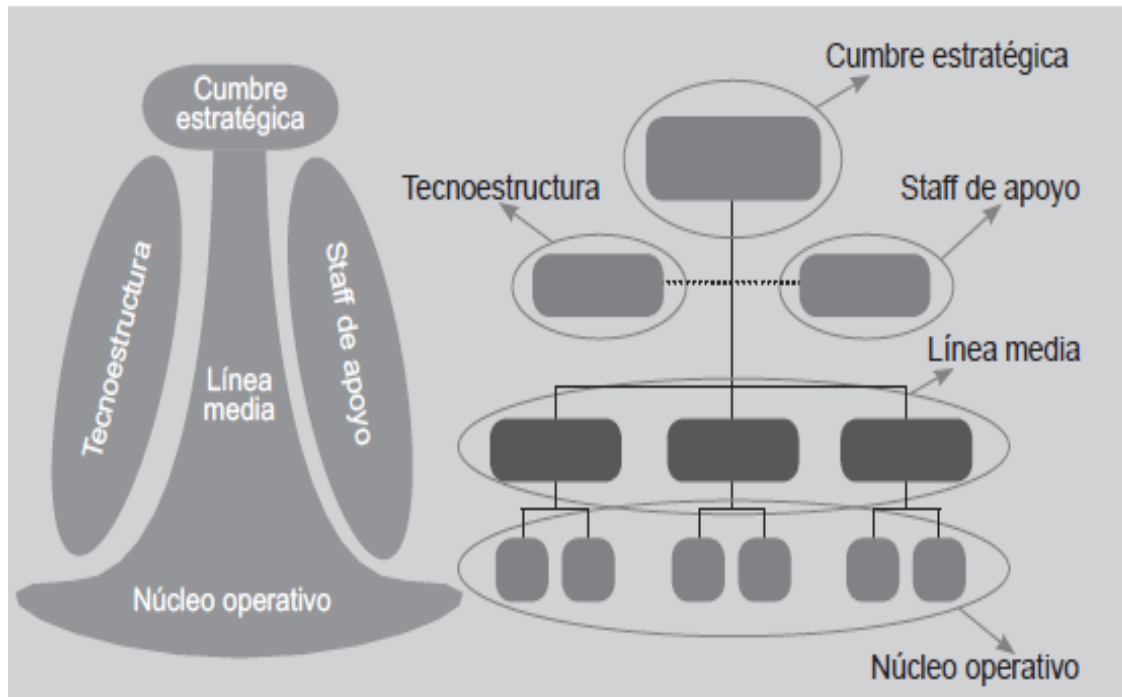 Cumbre
estratégica
Tecnoestructura
Staff de apoyo
Línea
media
Núcleo operativo
Cumbre estratégica
Tecnoestructura
Staff de apoyo
Línea media
Núcleo operativo